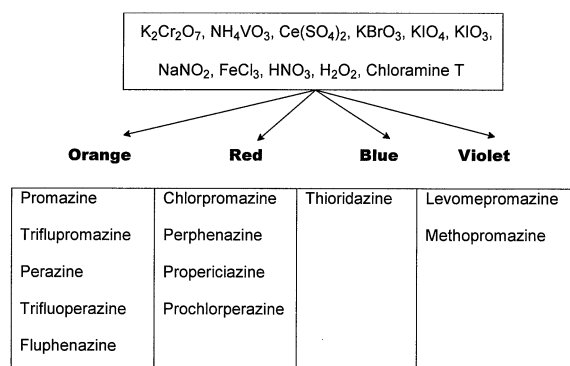 K2Cr2O7, NH4VO3, Ce(SO4)2, KBrO3, KIO4, KIO3,
NaNO2, FeCl3, HNO3, H2O2, Chloramine T
Orange
Red
Blue
Violet
Promazine
Triflupromazine
Perazine
Trifluoperazine
Fluphenazine
Chlorpromazine
Perphenazine
Propericiazine
Prochlorperazine
Thioridazine
Levomepromazine
Methopromazine